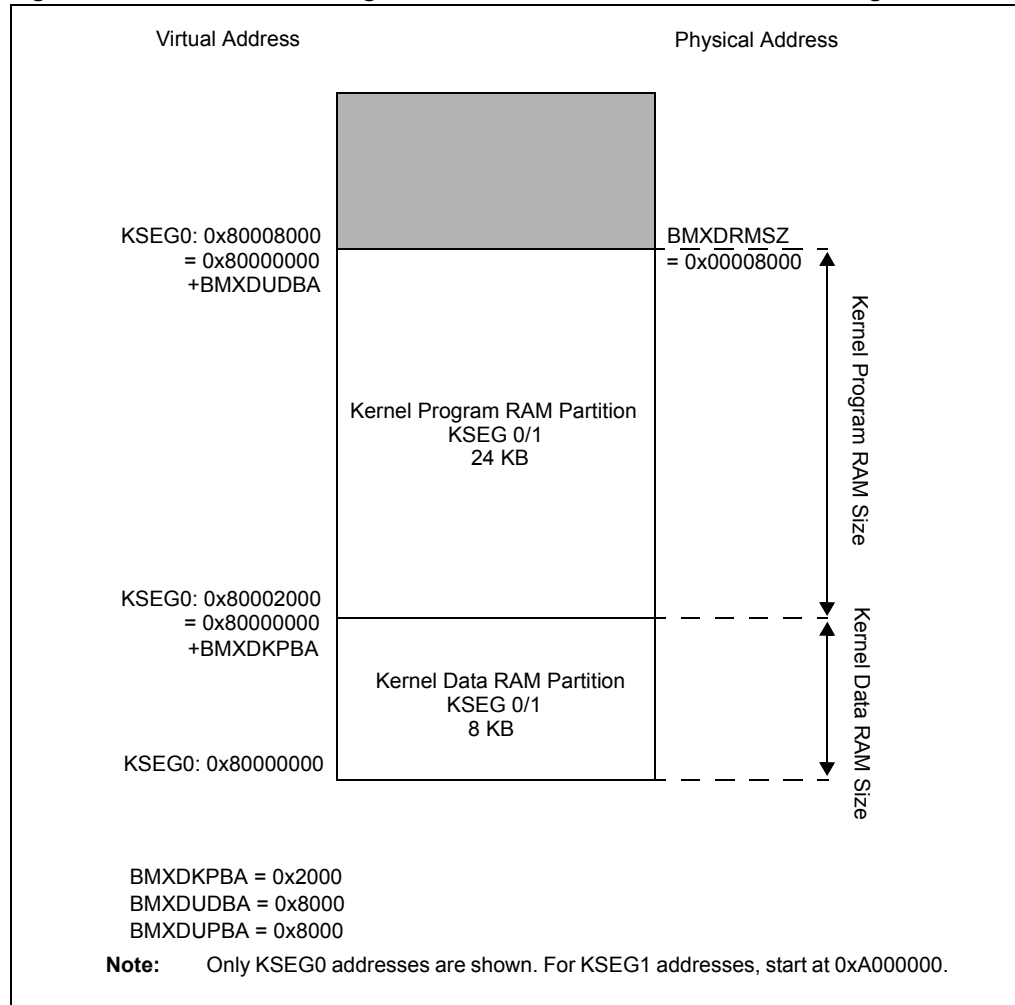 Virtual Address
Physical Address
KSEG0: 0x80008000
= 0x80000000
+BMXDUDBA
BMXDRMSZ
= 0x00008000
Kernel Program RAM Size
Kernel Program RAM Partition
KSEG 0/1
24 KB
KSEG0: 0x80002000
= 0x80000000
+BMXDKPBA
Kernel Data RAM Size
Kernel Data RAM Partition
KSEG 0/1
8 KB
KSEG0: 0x80000000
BMXDKPBA = 0x2000
BMXDUDBA = 0x8000
BMXDUPBA = 0x8000
Note: Only KSEG0 addresses are shown. For KSEG1 addresses, start at 0xA000000.